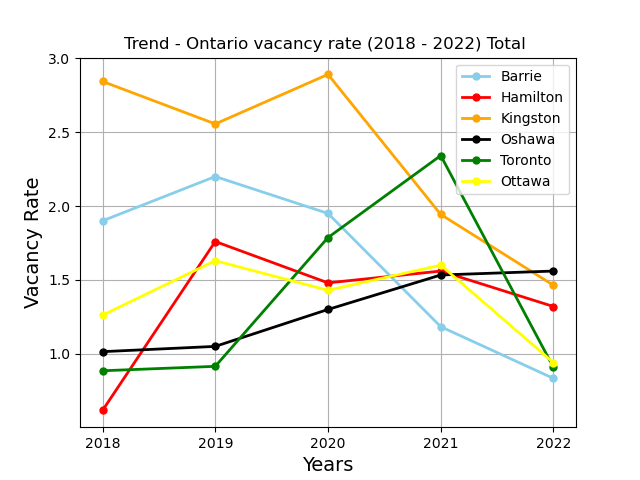 Trend - Ontario vacancy rate (2018 - 2022) Total
3.0
2.5
2.0
1.5
1.0
Vacancy Rate
Barrie
Hamilton
Kingston
Oshawa
Toronto
Ottawa
2018 2019 2020 2021 2022
Years